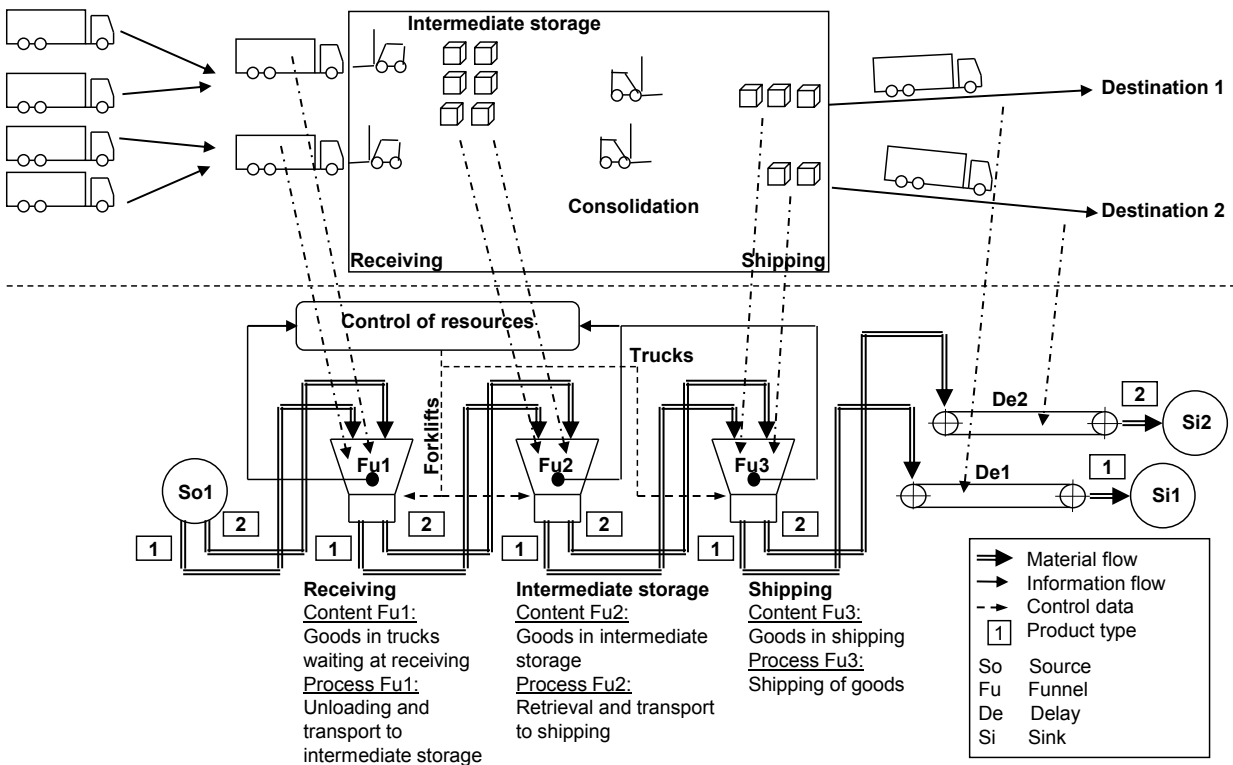 Intermediate storage
Destination 1
Destination 2
Consolidation
Receiving
Shipping
Control of resources
Trucks
Forklifts
De2
2
Si2
Fu1
Fu2
Fu3
So1
De1
1
Si1
2
2
2
2
1
1
1
1
Receiving
Content Fu1:
Goods in trucks
waiting at receiving
Process Fu1:
Unloading and
transport to
intermediate storage
Intermediate storage
Content Fu2:
Goods in intermediate
storage
Process Fu2:
Retrieval and transport
to shipping
Shipping
Content Fu3:
Goods in shipping
Process Fu3:
Shipping of goods
Material flow
Information flow
Control data
1 Product type
So Source
Fu Funnel
De Delay
Si Sink